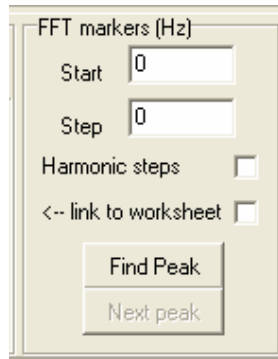 FFT markers (Hz)
Start 0
Step 0
Harmonic steps
<-- link to worksheet
Find Peak
Next peak